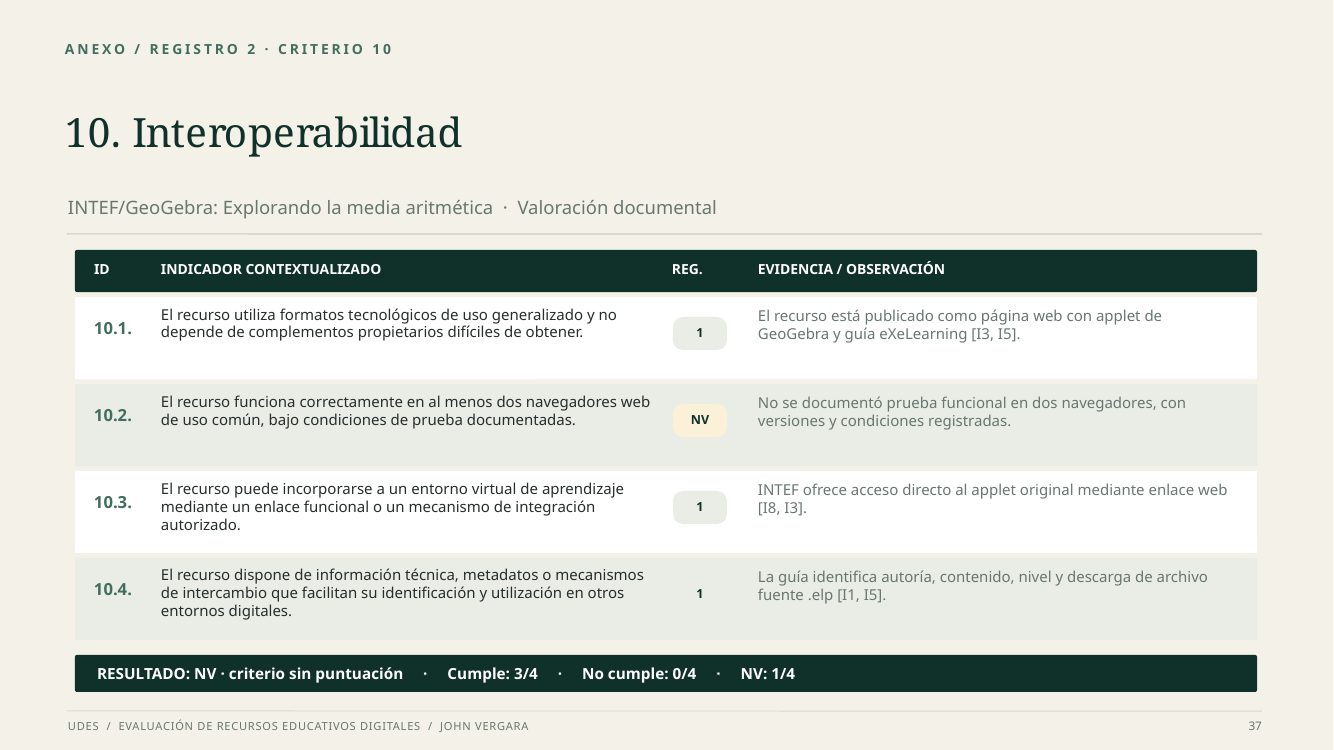 ANEXO / REGISTRO 2 · CRITERIO 10
10. Interoperabilidad
INTEF/GeoGebra: Explorando la media aritmética · Valoración documental
ID INDICADOR CONTEXTUALIZADO REG. EVIDENCIA / OBSERVACIÓN
10.1.
El recurso utiliza formatos tecnológicos de uso generalizado y no
depende de complementos propietarios difíciles de obtener.
1
El recurso está publicado como página web con applet de
GeoGebra y guía eXeLearning [I3, I5].
10.2.
El recurso funciona correctamente en al menos dos navegadores web
de uso común, bajo condiciones de prueba documentadas.
NV
No se documentó prueba funcional en dos navegadores, con
versiones y condiciones registradas.
10.3.
El recurso puede incorporarse a un entorno virtual de aprendizaje
mediante un enlace funcional o un mecanismo de integración
autorizado.
1
INTEF ofrece acceso directo al applet original mediante enlace web
[I8, I3].
10.4.
El recurso dispone de información técnica, metadatos o mecanismos
de intercambio que facilitan su identificación y utilización en otros
entornos digitales.
1
La guía identifica autoría, contenido, nivel y descarga de archivo
fuente .elp [I1, I5].
RESULTADO: NV · criterio sin puntuación · Cumple: 3/4 · No cumple: 0/4 · NV: 1/4
UDES / EVALUACIÓN DE RECURSOS EDUCATIVOS DIGITALES / JOHN VERGARA
37